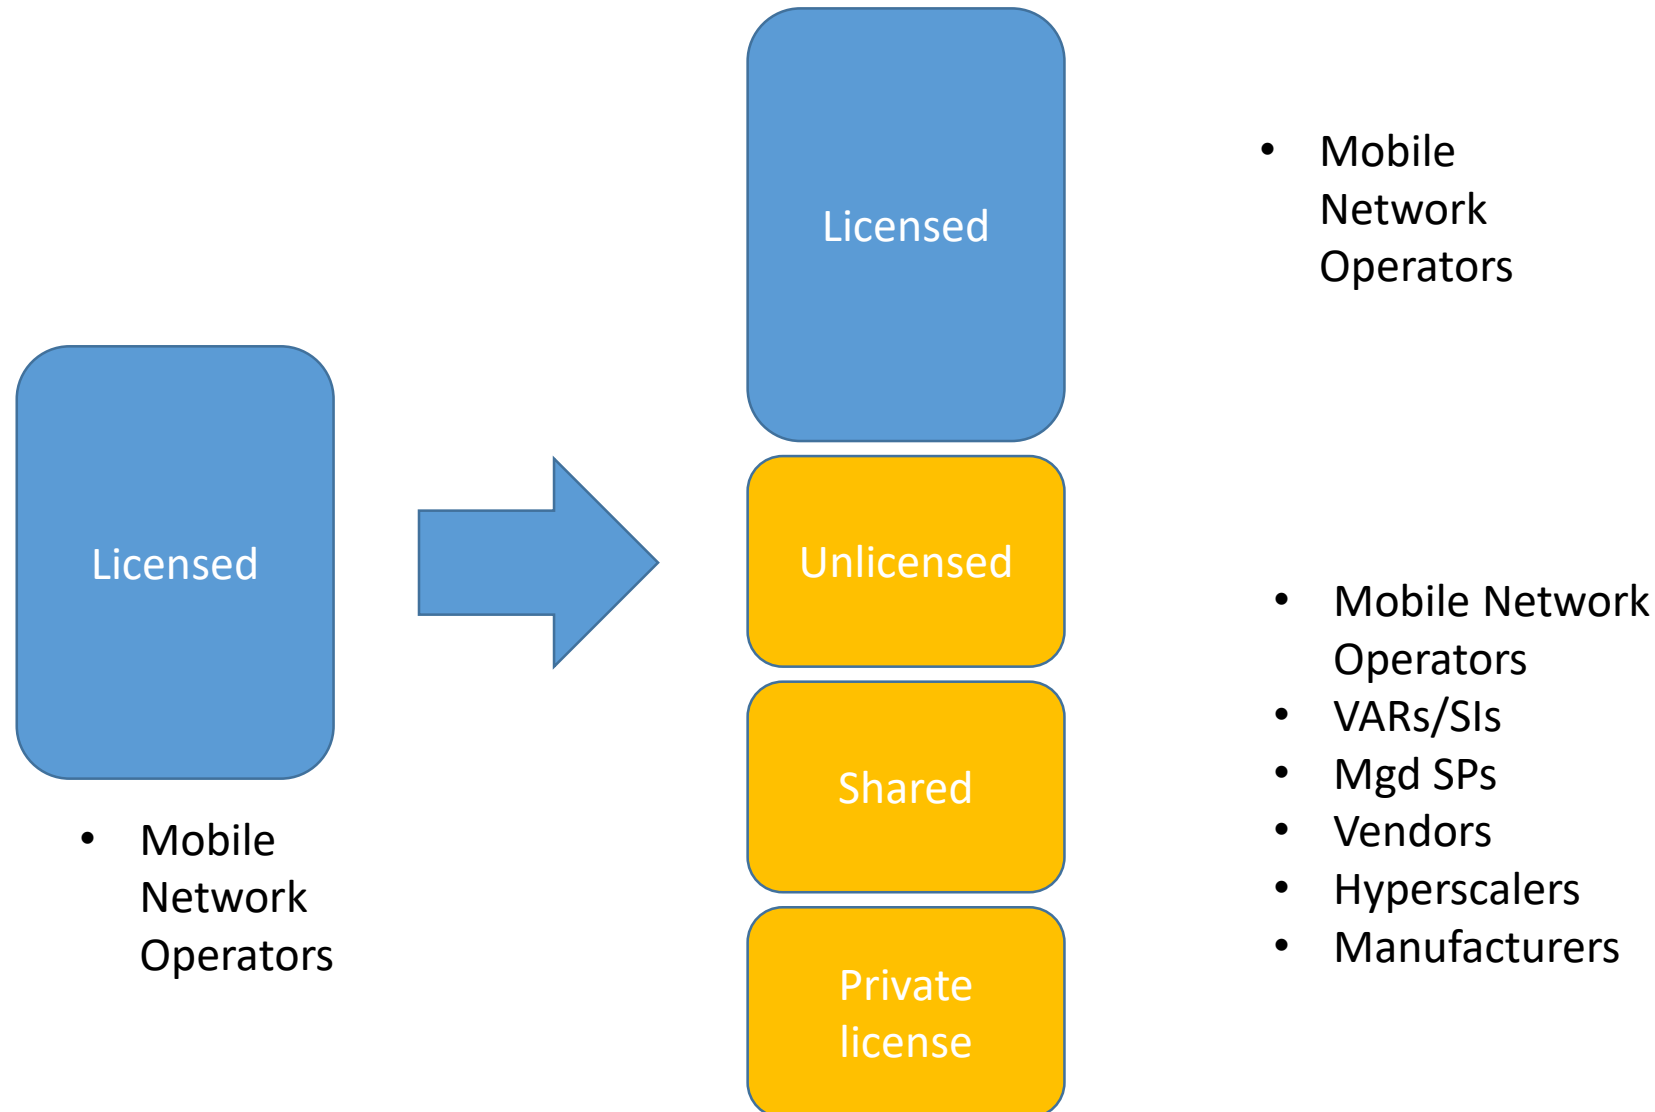 Licensed
• Mobile
Network
Operators
Licensed
Unlicensed
Shared
Private
license
• Mobile
Network
Operators
• Mobile Network
Operators
• VARs/SIs
• Mgd SPs
• Vendors
• Hyperscalers
• Manufacturers